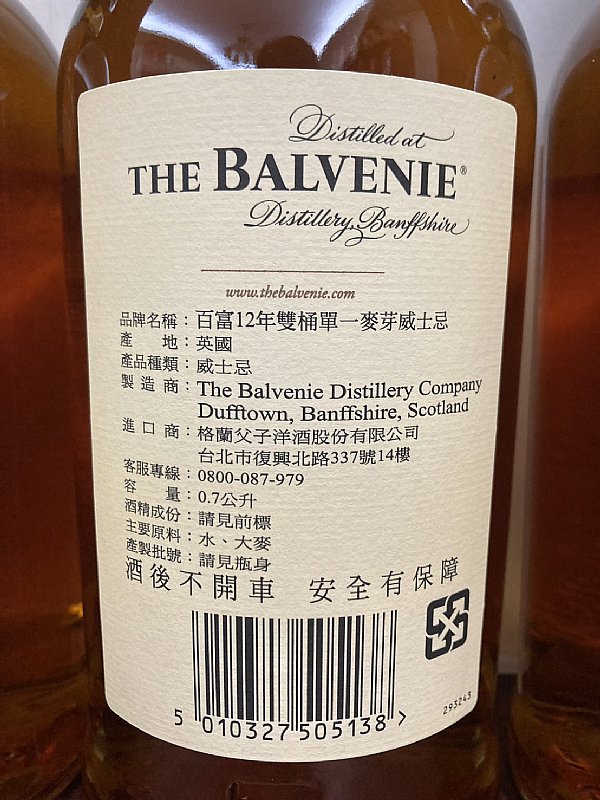 Distilled at
THE BALVENIE®
Distillery, Banffshire
www.thebalvenie.com
品牌名稱：百富12年雙桶單一麥芽威士忌
產地：英國
產品種類：威士忌
製造商：The Balvenie Distillery Company
Dufftown, Banffshire, Scotland
進口商：格蘭父子洋酒股份有限公司
台北市復興北路337號14樓
客服專線：0800-087-979
容量：0.7公升
酒精成份：請見前標
主要原料：水、大麥
產製批號：請見瓶身
酒後不開車 安全有保障
293243
5 010327 505138 >